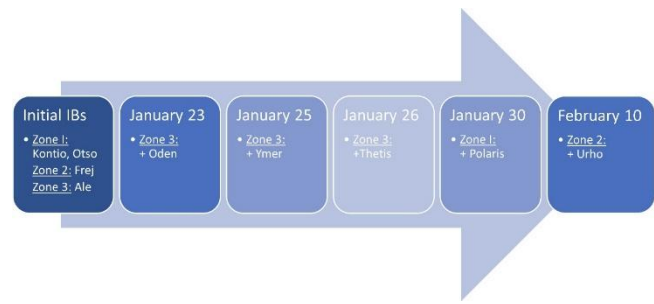 Initial IBs
• Zone I:
Kontio, Otso
Zone 2: Frej
Zone 3: Ale
January 23
• Zone 3:
+ Oden
January 25
• Zone 3:
+ Ymer
January 26
• Zone 3:
+Thetis
January 30
• Zone I:
+ Polaris
February 10
• Zone 2:
+ Urho